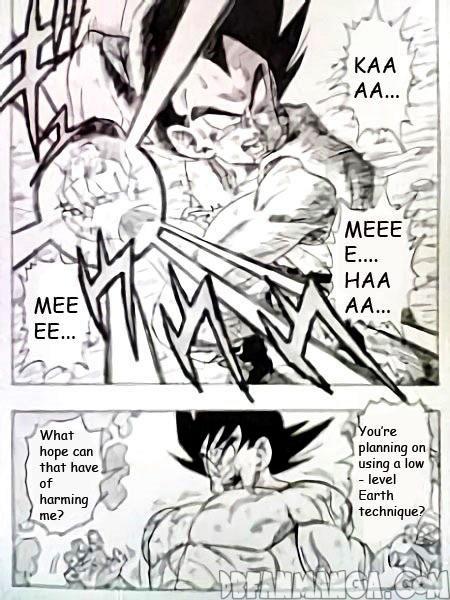 KAA
AA...
MEEE
E....
HAA
AA...
MEE
EE...
You're
planning on
using a low
- level
Earth
technique?
What
hope can
that have
of
harming
me?
DBFANMANGA.COM